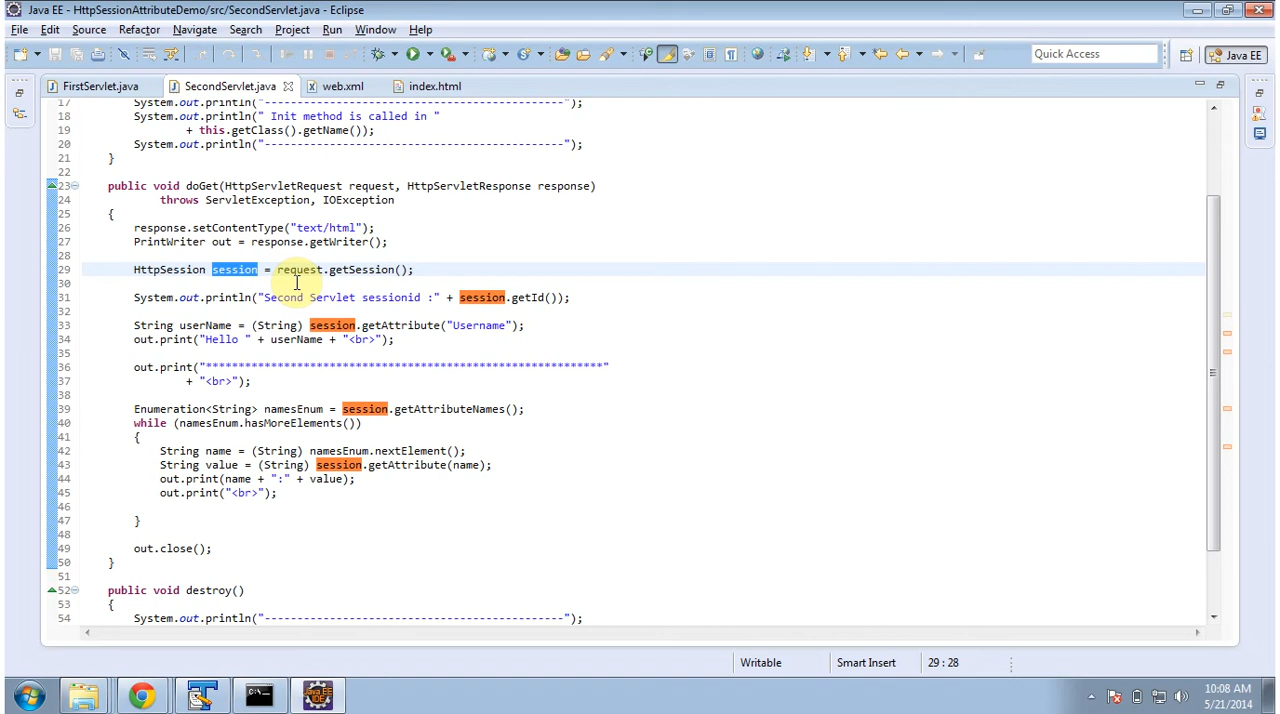 Java EE - HttpSessionAttributeDemo/src/SecondServlet.java - Eclipse
File Edit Source Refactor Navigate Search Project Run Window Help
Quick Access Java EE
FirstServlet.java SecondServlet.java web.xml index.html
17 System.out.println("----------------------------------------------");
18 System.out.println(" Init method is called in "
19 + this.getClass().getName());
20 System.out.println("----------------------------------------------");
21 }
22
23 public void doGet(HttpServletRequest request, HttpServletResponse response)
24 throws ServletException, IOException
25 {
26 response.setContentType("text/html");
27 PrintWriter out = response.getWriter();
28
29 HttpSession session = request.getSession();
30
31 System.out.println("Second Servlet sessionid :" + session.getId());
32
33 String userName = (String) session.getAttribute("Username");
34 out.print("Hello " + userName + "<br>");
35
36 out.print("*************************************************************"
37 + "<br>");
38
39 Enumeration<String> namesEnum = session.getAttributeNames();
40 while (namesEnum.hasMoreElements())
41 {
42 String name = (String) namesEnum.nextElement();
43 String value = (String) session.getAttribute(name);
44 out.print(name + ":" + value);
45 out.print("<br>");
46
47 }
48
49 out.close();
50 }
51
52 public void destroy()
53 {
54 System.out.println("----------------------------------------------");
Writable Smart Insert 29 : 28
Java EE IDE
10:08 AM
5/21/2014